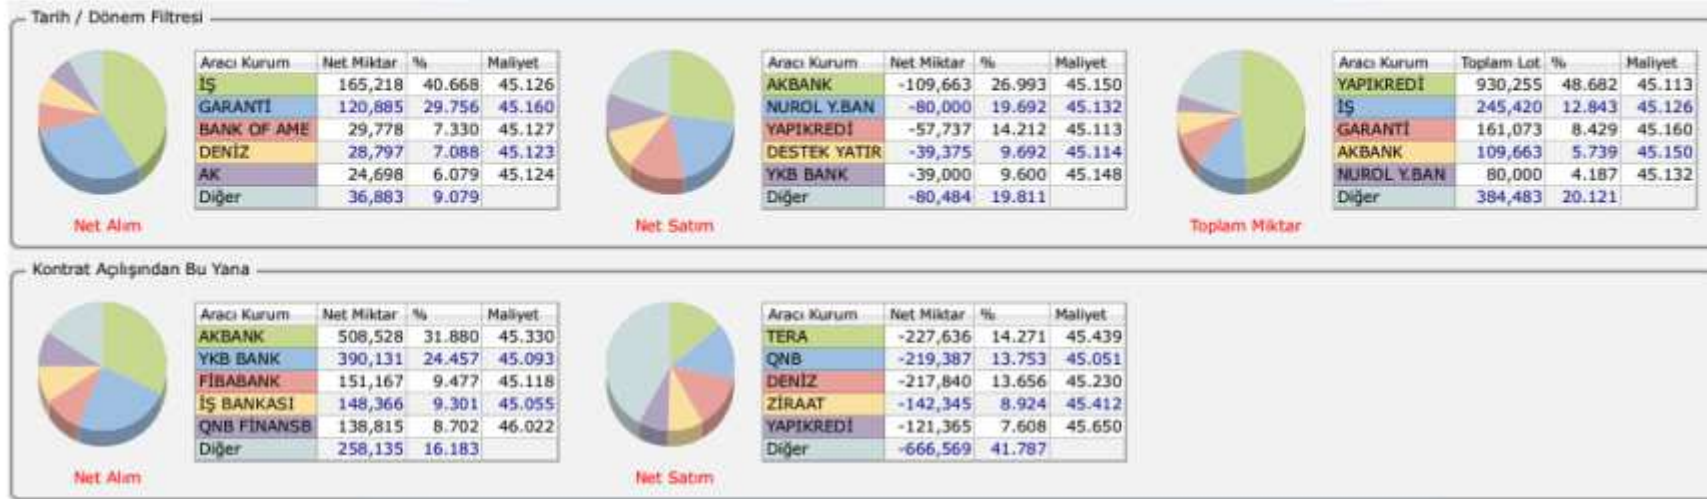 Tarih / Dönem Filtresi
Aracı Kurum Net Miktar % Maliyet
İŞ 165,218 40.668 45.126
GARANTİ 120,885 29.756 45.160
BANK OF AME 29,778 7.330 45.127
DENİZ 28,797 7.088 45.123
AK 24,698 6.079 45.124
Diğer 36,883 9.079
Net Alım
Aracı Kurum Net Miktar % Maliyet
AKBANK -109,663 26.993 45.150
NUROL Y.BAN -80,000 19.692 45.132
YAPIKREDİ -57,737 14.212 45.113
DESTEK YATIR -39,375 9.692 45.114
YKB BANK -39,000 9.600 45.148
Diğer -80,484 19.811
Net Satım
Aracı Kurum Toplam Lot % Maliyet
YAPIKREDİ 930,255 48.682 45.113
İŞ 245,420 12.843 45.126
GARANTİ 161,073 8.429 45.160
AKBANK 109,663 5.739 45.150
NUROL Y.BAN 80,000 4.187 45.132
Diğer 384,483 20.121
Toplam Miktar
Kontrat Açılışından Bu Yana
Aracı Kurum Net Miktar % Maliyet
AKBANK 508,528 31.880 45.330
YKB BANK 390,131 24.457 45.093
FİBABANK 151,167 9.477 45.118
İŞ BANKASI 148,366 9.301 45.055
QNB FİNANSB 138,815 8.702 46.022
Diğer 258,135 16.183
Net Alım
Aracı Kurum Net Miktar % Maliyet
TERA -227,636 14.271 45.439
QNB -219,387 13.753 45.051
DENİZ -217,840 13.656 45.230
ZİRAAT -142,345 8.924 45.412
YAPIKREDİ -121,365 7.608 45.650
Diğer -666,569 41.787
Net Satım